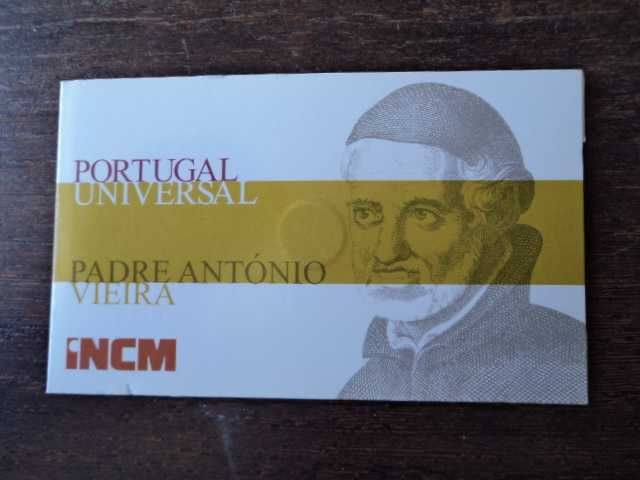 PORTUGAL
UNIVERSAL
PADRE ANTÓNIO
VIEIRA
INCM